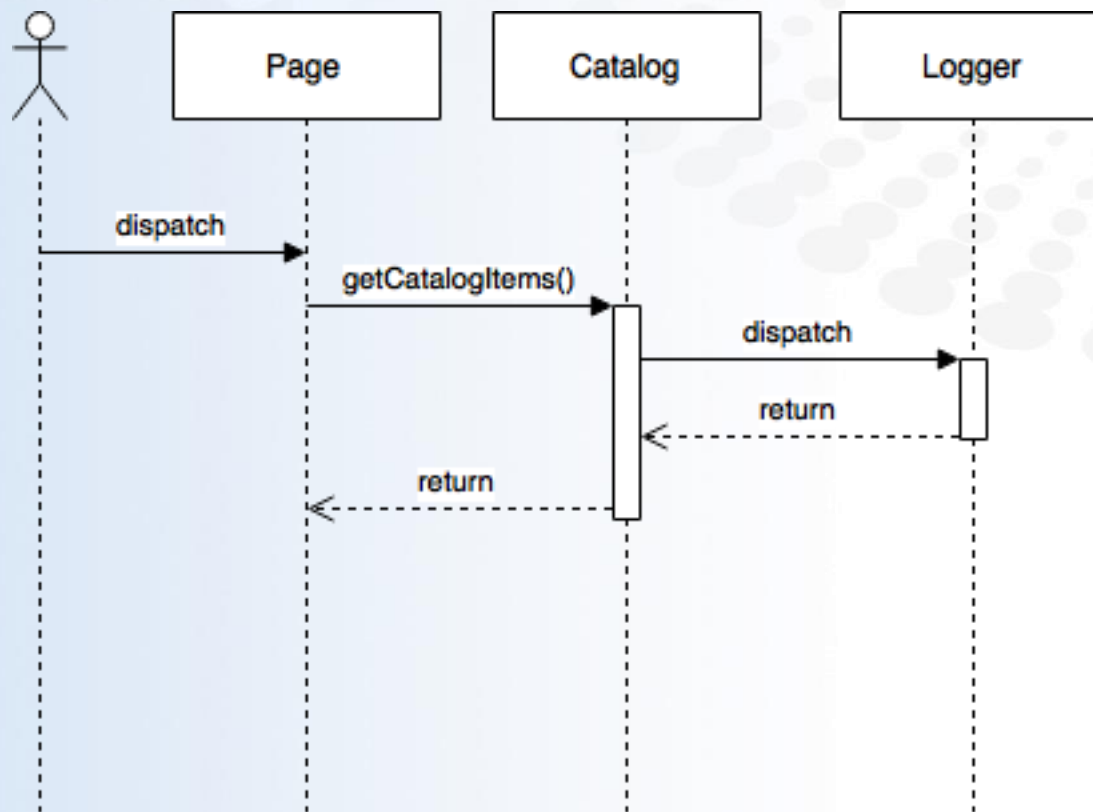 Page
Catalog
Logger
dispatch
getCatalogItems()
dispatch
return
return